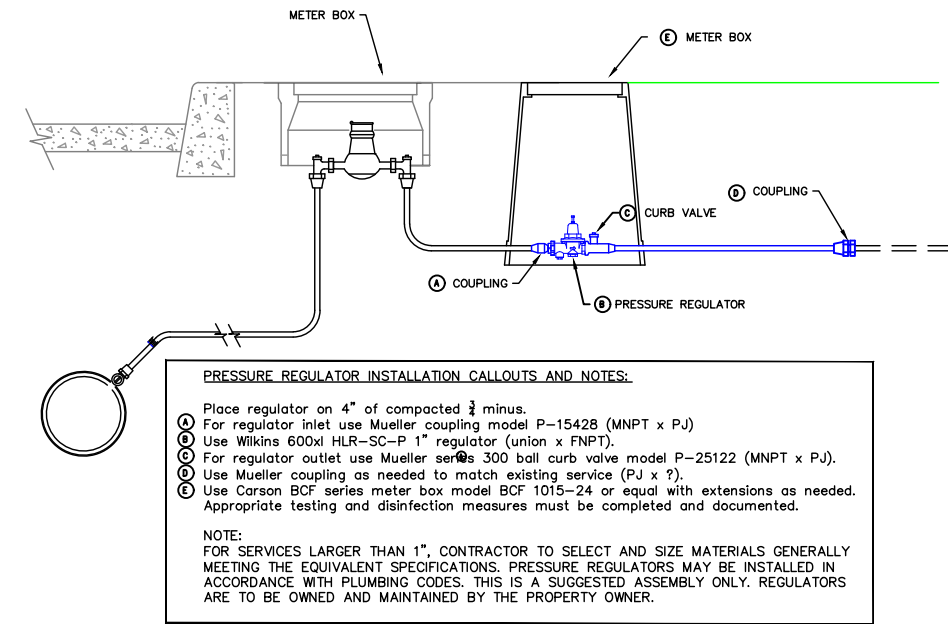 METER BOX
E METER BOX
D COUPLING
C CURB VALVE
A COUPLING
B PRESSURE REGULATOR
PRESSURE REGULATOR INSTALLATION CALLOUTS AND NOTES:
Place regulator on 4" of compacted 3/4 minus.
A For regulator inlet use Mueller coupling model P-15428 (MNPT x PJ)
B Use Wilkins 600xl HLR-SC-P 1" regulator (union x FNPT).
C For regulator outlet use Mueller series 300 ball curb valve model P-25122 (MNPT x PJ).
D Use Mueller coupling as needed to match existing service (PJ x ?).
E Use Carson BCF series meter box model BCF 1015-24 or equal with extensions as needed.
Appropriate testing and disinfection measures must be completed and documented.
NOTE:
FOR SERVICES LARGER THAN 1", CONTRACTOR TO SELECT AND SIZE MATERIALS GENERALLY
MEETING THE EQUIVALENT SPECIFICATIONS. PRESSURE REGULATORS MAY BE INSTALLED IN
ACCORDANCE WITH PLUMBING CODES. THIS IS A SUGGESTED ASSEMBLY ONLY. REGULATORS
ARE TO BE OWNED AND MAINTAINED BY THE PROPERTY OWNER.